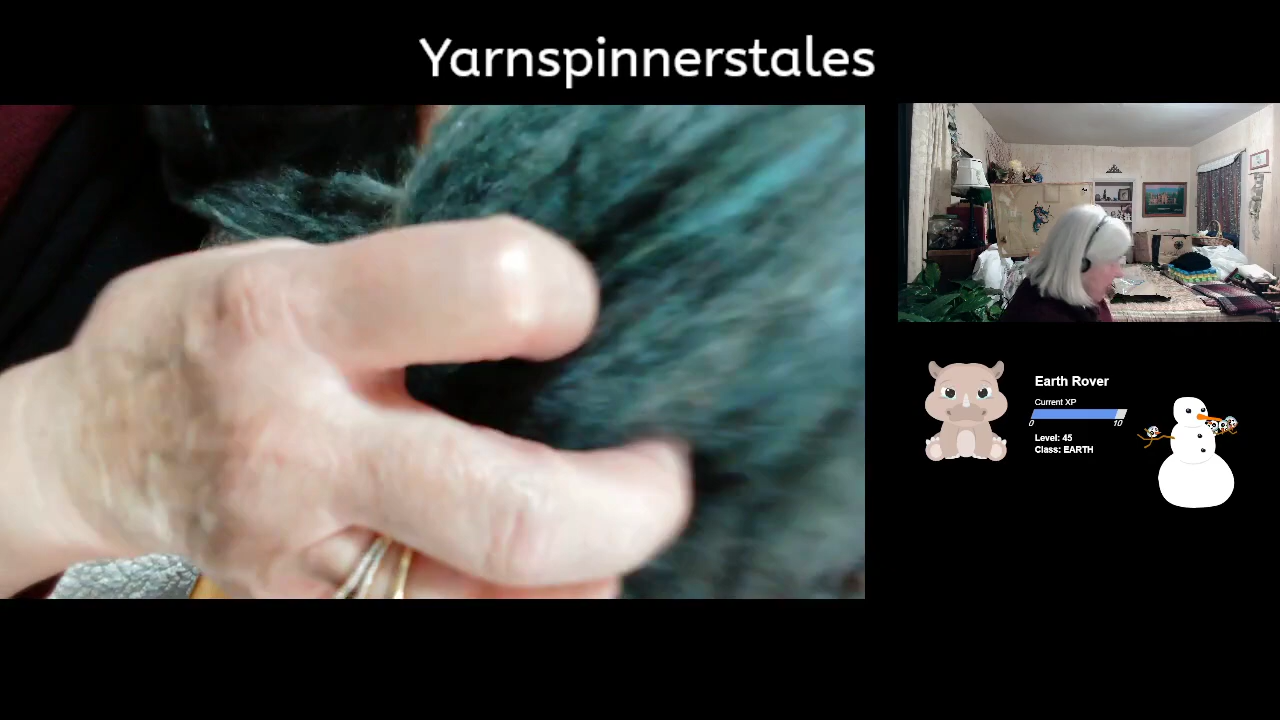 Yarnspinnerstales
Earth Rover
Current XP
0 10
Level: 45
Class: EARTH